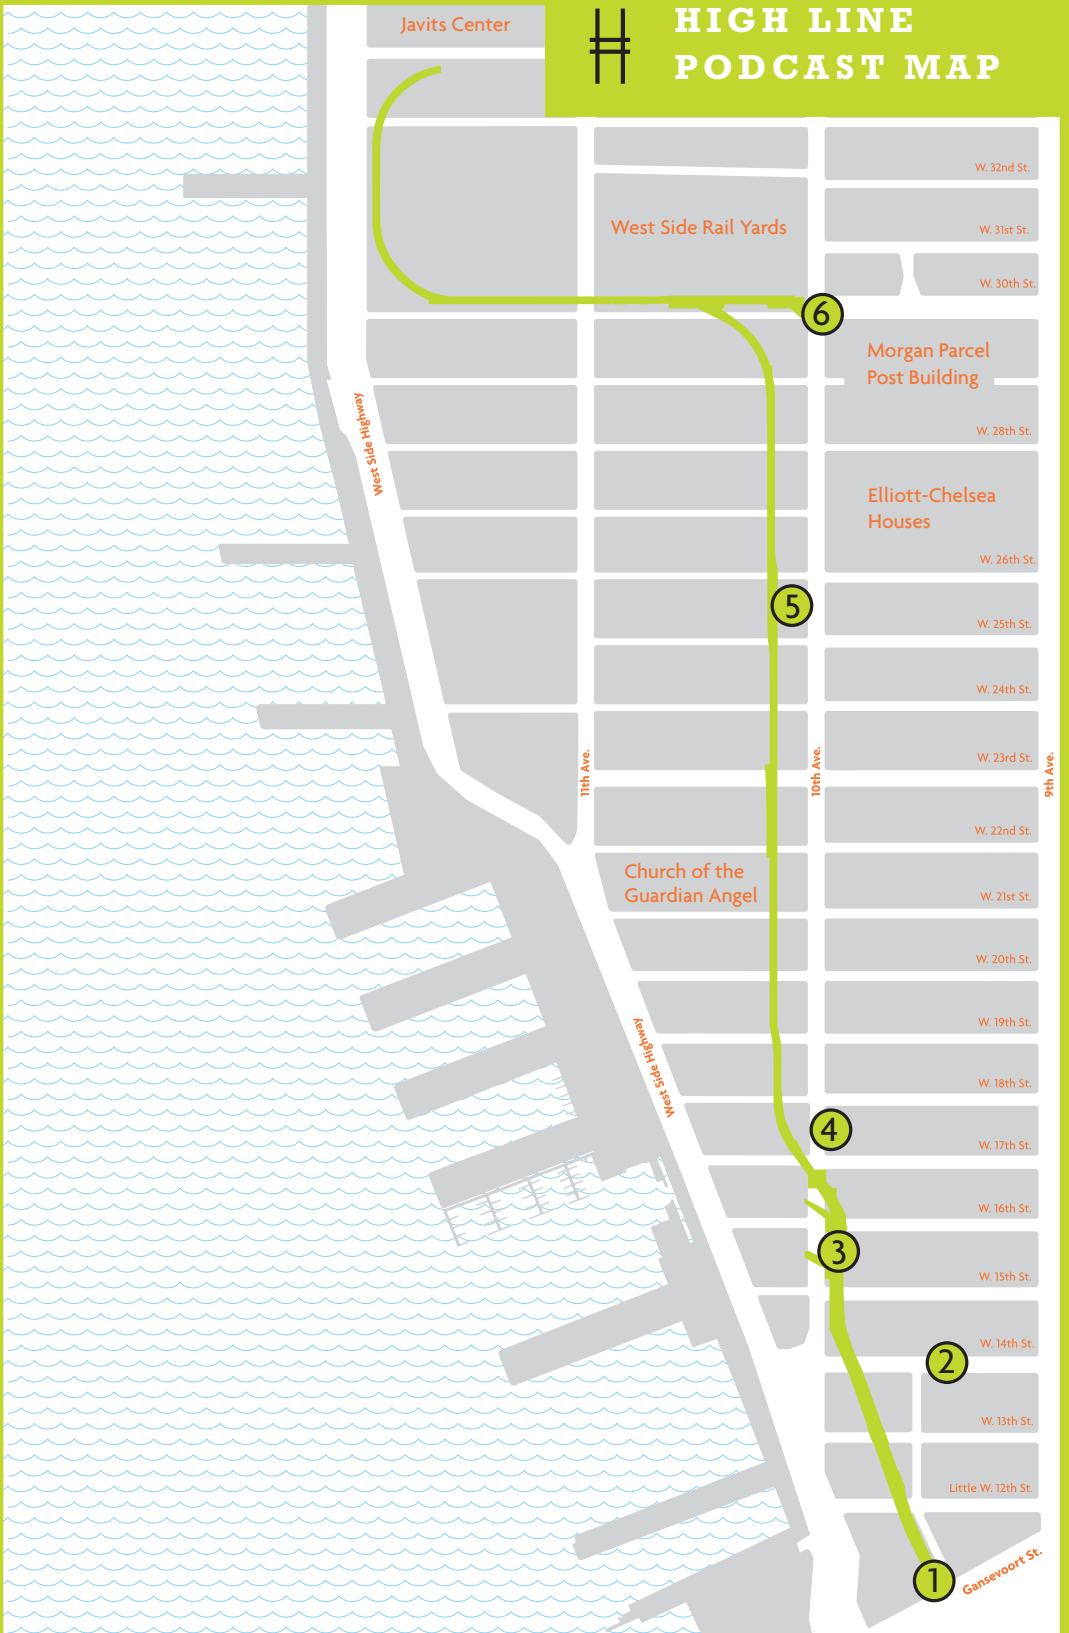 Javits Center
HIGH LINE
PODCAST MAP
W. 32nd St.
West Side Rail Yards
W. 31st St.
W. 30th St.
6
Morgan Parcel
Post Building
West Side Highway
W. 28th St.
Elliott-Chelsea
Houses
W. 26th St.
5
W. 25th St.
W. 24th St.
11th Ave.
10th Ave.
W. 23rd St.
9th Ave.
W. 22nd St.
Church of the
Guardian Angel
W. 21st St.
W. 20th St.
W. 19th St.
West Side Highway
W. 18th St.
4
W. 17th St.
W. 16th St.
3
W. 15th St.
W. 14th St.
2
W. 13th St.
Little W. 12th St.
1
Gansevoort St.